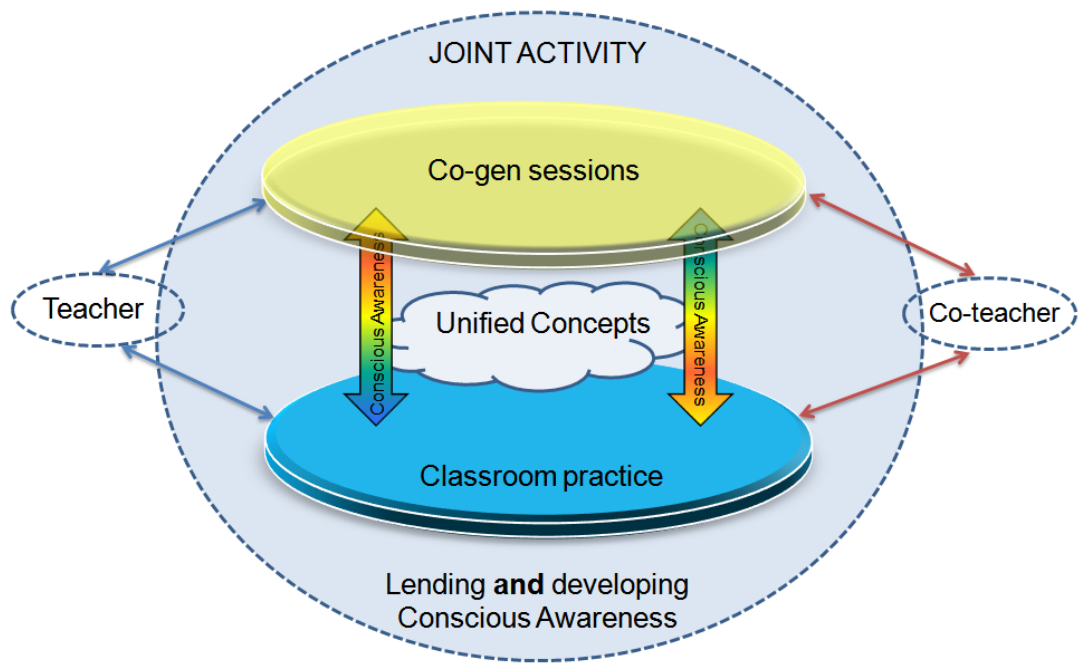 JOINT ACTIVITY
Co-gen sessions
Conscious Awareness
Conscious Awareness
Teacher
Unified Concepts
Co-teacher
Classroom practice
Lending and developing
Conscious Awareness